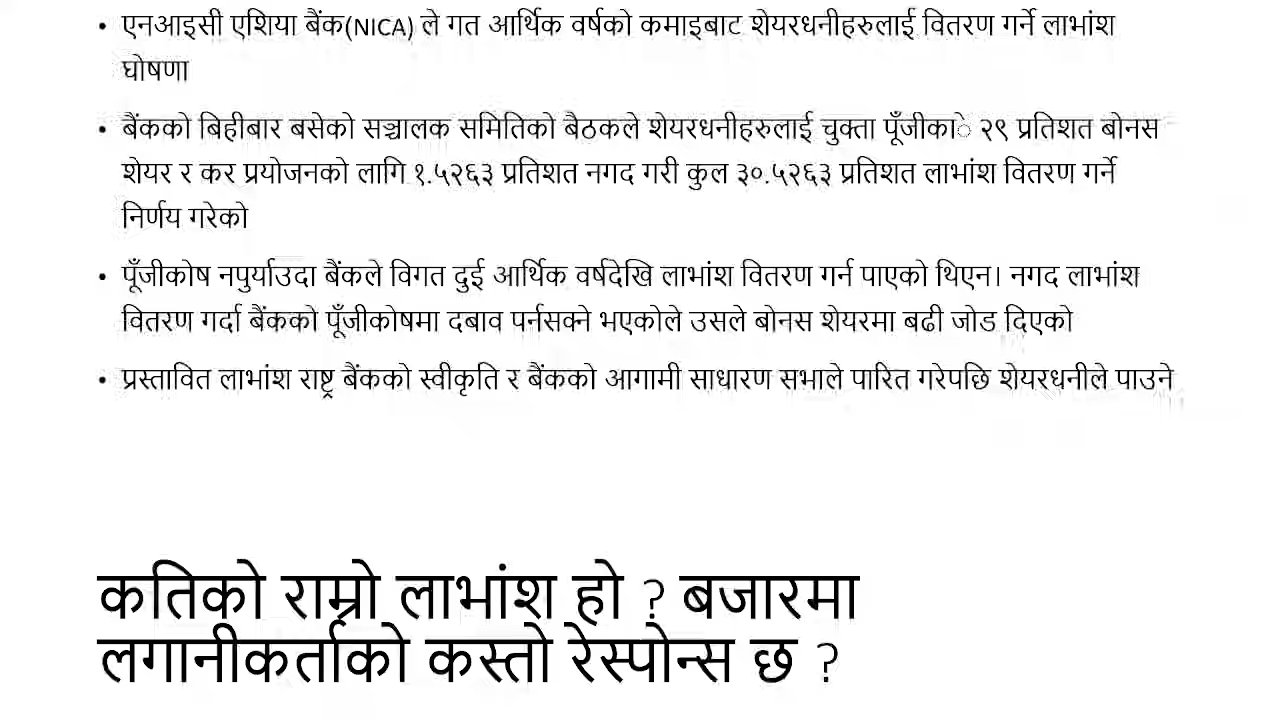 • एनआइसी एशिया बैंक(NICA) ले गत आर्थिक वर्षको कमाइबाट शेयरधनीहरुलाई वितरण गर्ने लाभांश
घोषणा
• बैंकको बिहीबार बसेको सञ्चालक समितिको बैठकले शेयरधनीहरुलाई चुक्ता पूँजीकाे २९ प्रतिशत बोनस
शेयर र कर प्रयोजनको लागि १.५२६३ प्रतिशत नगद गरी कुल ३०.५२६३ प्रतिशत लाभांश वितरण गर्ने
निर्णय गरेको
• पूँजीकोष नपुर्याउदा बैंकले विगत दुई आर्थिक वर्षदेखि लाभांश वितरण गर्न पाएको थिएन। नगद लाभांश
वितरण गर्दा बैंकको पूँजीकोषमा दबाव पर्नसक्ने भएकोले उसले बोनस शेयरमा बढी जोड दिएको
• प्रस्तावित लाभांश राष्ट्र बैंकको स्वीकृति र बैंकको आगामी साधारण सभाले पारित गरेपछि शेयरधनीले पाउने
कतिको राम्रो लाभांश हो ? बजारमा
लगानीकर्ताको कस्तो रेस्पोन्स छ ?